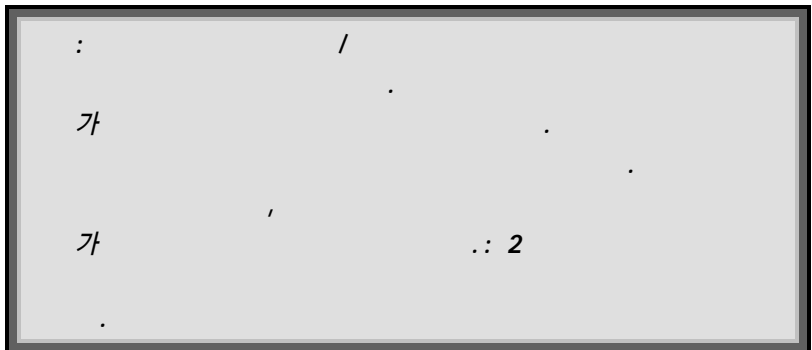 : /
.
가 .
.
,
가 .: 2
.